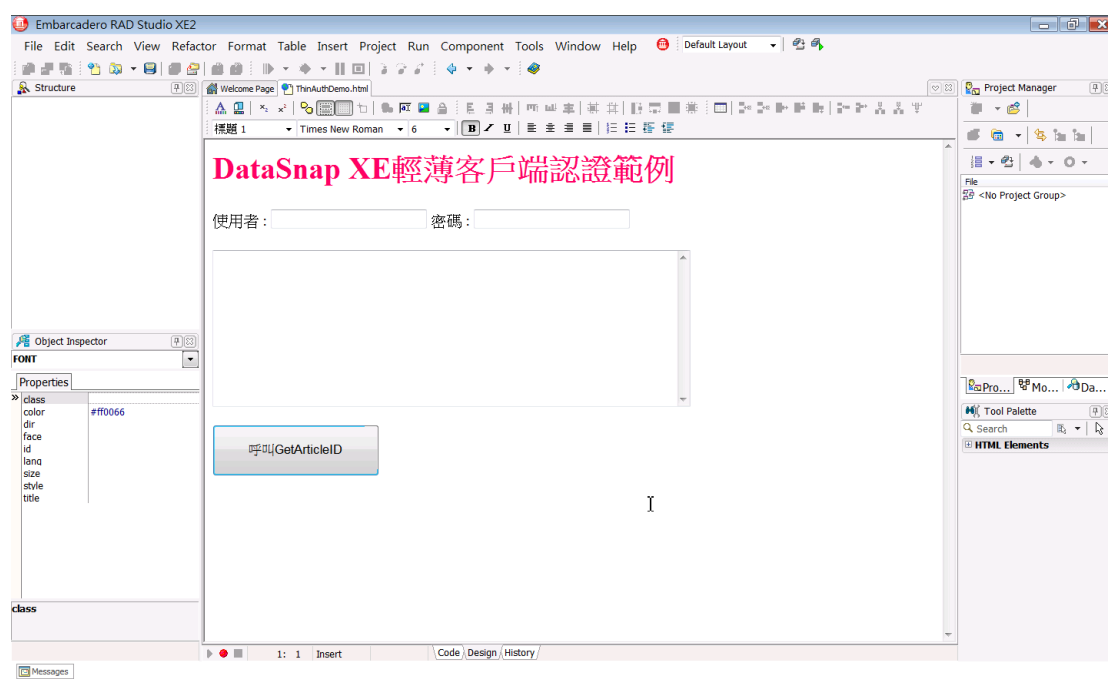 Embarcadero RAD Studio XE2
File Edit Search View Refactor Format Table Insert Project Run Component Tools Window Help Default Layout
Structure
Welcome Page ThinAuthDemo.html
標題 1 Times New Roman 6 B U
DataSnap XE輕薄客戶端認證範例
使用者 : 密碼 :
呼叫GetArticleID
Object Inspector
FONT
Properties
class
color #ff0066
dir
face
id
lang
size
style
title
class
1: 1 Insert
Code Design History
Messages
Project Manager
File
<No Project Group>
Pro... Mo... Da...
Tool Palette
Search
HTML Elements